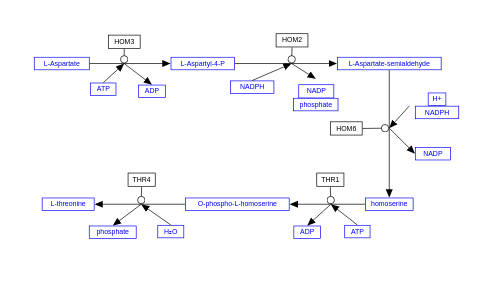 HOM3
HOM2
L-Aspartate
L-Aspartyl-4-P
L-Aspartate-semialdehyde
ATP
ADP
NADPH
NADP
phosphate
H+
NADPH
HOM6
NADP
THR4
THR1
L-threonine
O-phospho-L-homoserine
homoserine
phosphate
H₂O
ADP
ATP